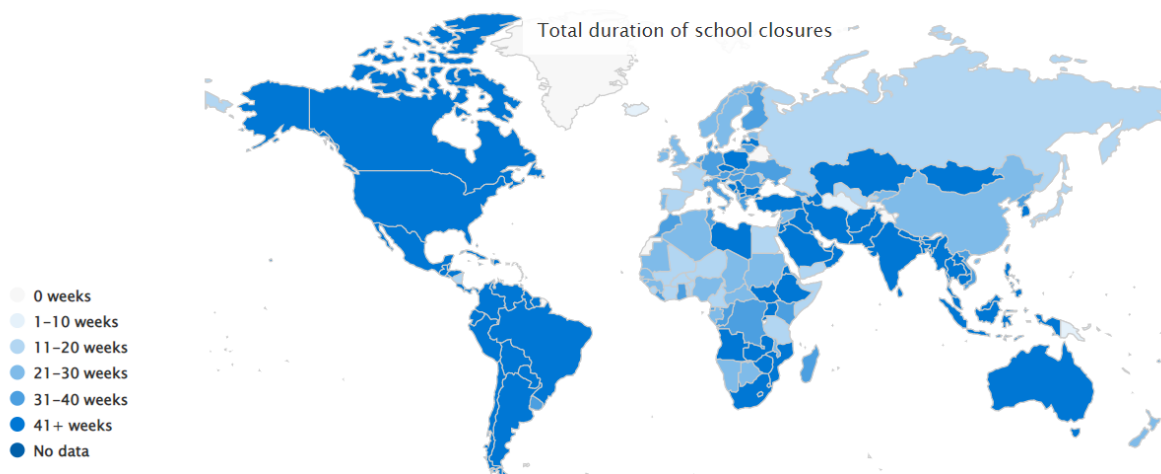 Total duration of school closures
0 weeks
1–10 weeks
11–20 weeks
21–30 weeks
31–40 weeks
41+ weeks
No data